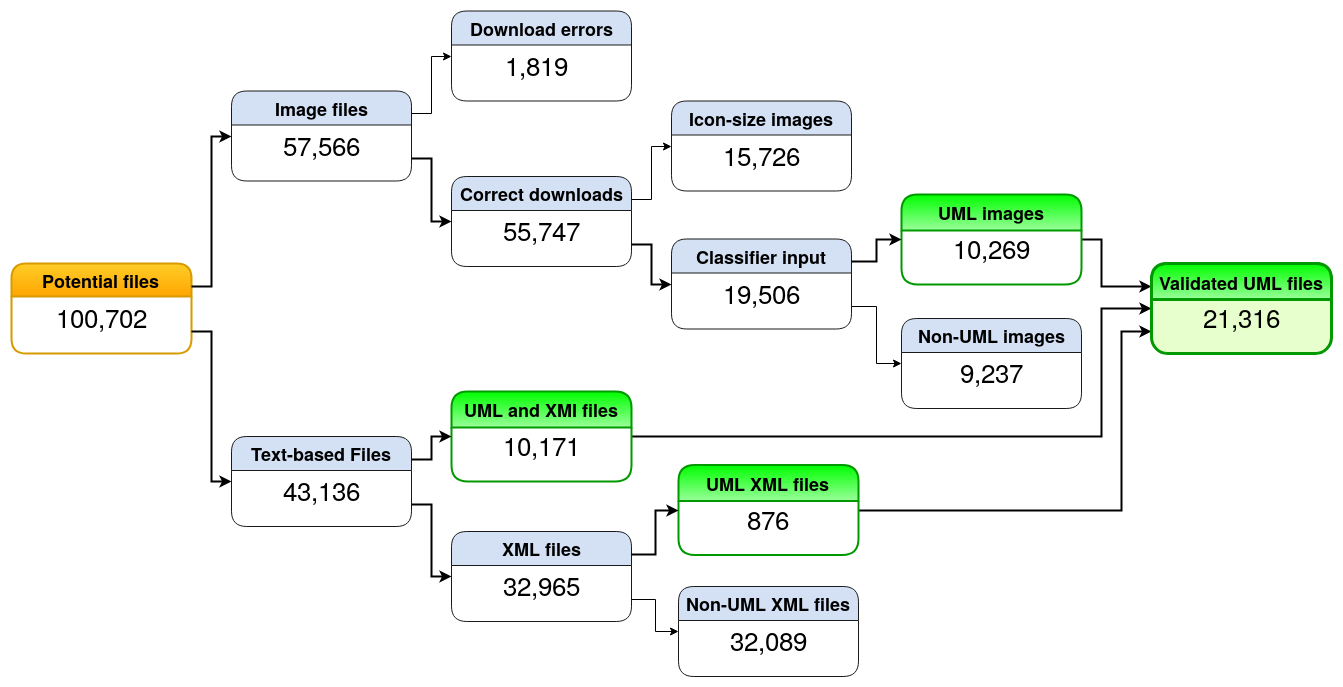 Download errors
1,819
Image files
57,566
Icon-size images
15,726
Correct downloads
55,747
UML images
10,269
Classifier input
19,506
Potential files
100,702
Validated UML files
21,316
Non-UML images
9,237
UML and XMI files
10,171
Text-based Files
43,136
UML XML files
876
XML files
32,965
Non-UML XML files
32,089